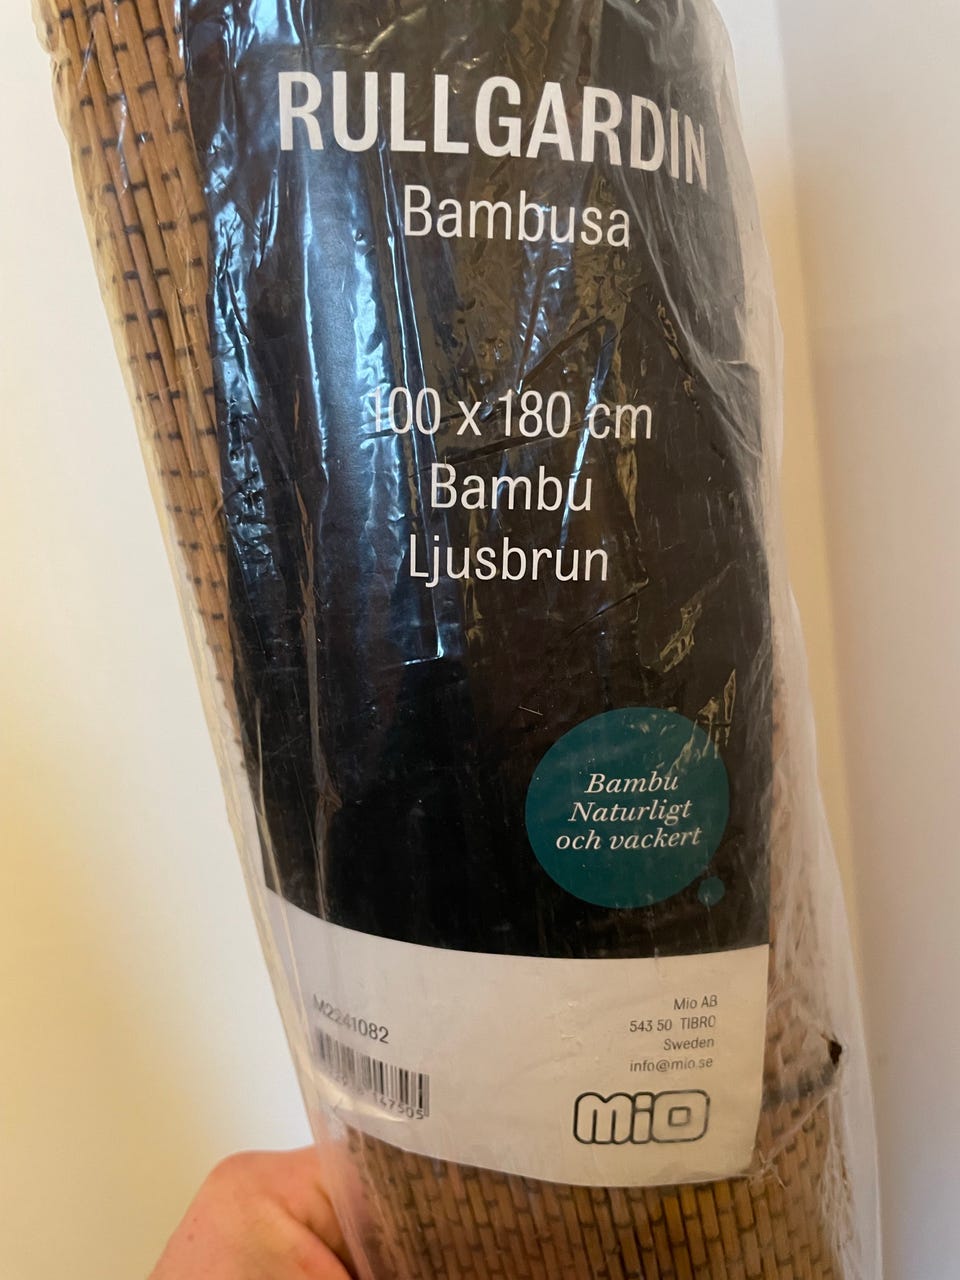 RULLGARDIN
Bambusa
100 x 180 cm
Bambu
Ljusbrun
Bambu
Naturligt
och vackert
M2241082
147505
Mio AB
543 50 TIBRO
Sweden
info@mio.se
MiO